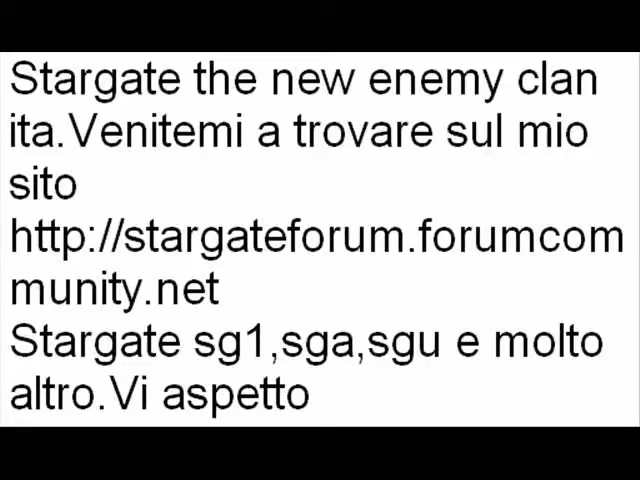 Stargate the new enemy clan
ita.Venitemi a trovare sul mio
sito
http://stargateforum.forumcom
munity.net
Stargate sg1,sga,sgu e molto
altro.Vi aspetto